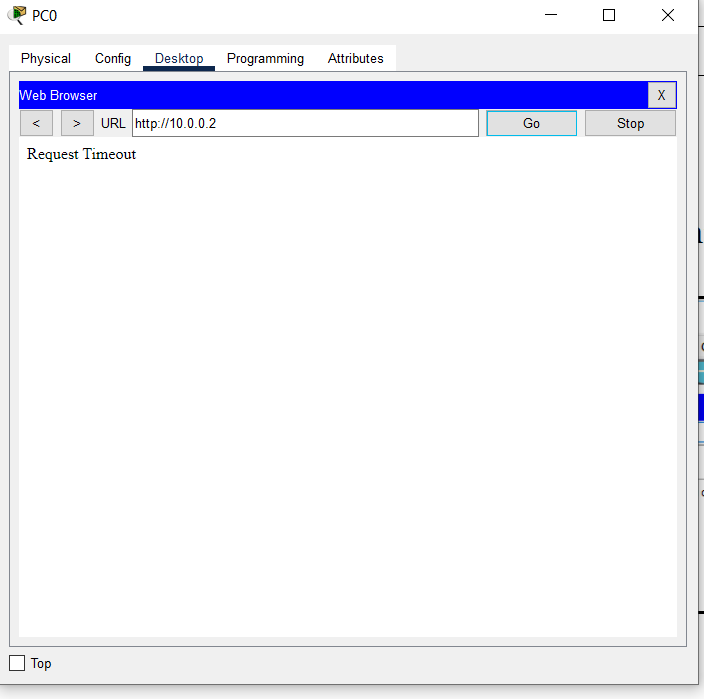 PC0
Physical Config Desktop Programming Attributes
Web Browser X
< > URL http://10.0.0.2 Go Stop
Request Timeout
Top